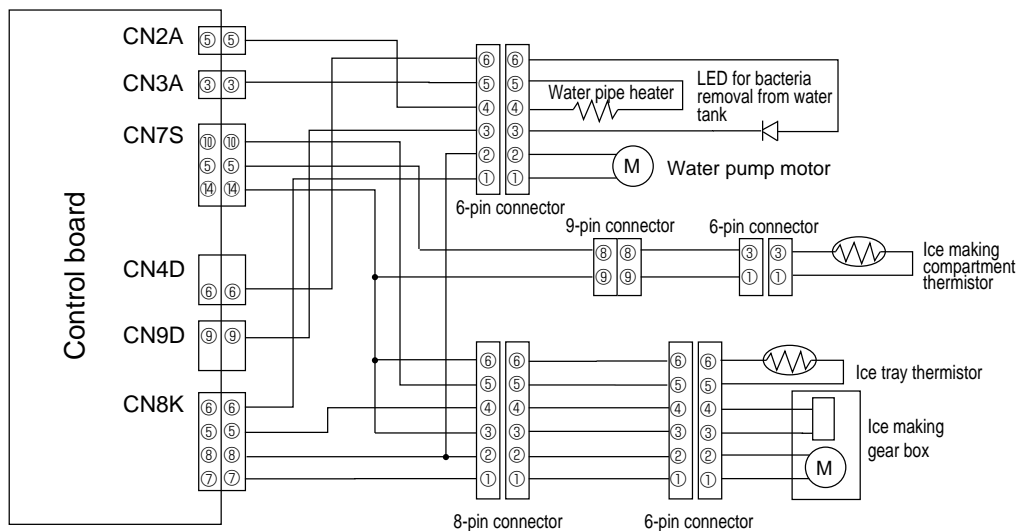 Control board
CN2A
⑤ ⑤
CN3A
③ ③
CN7S
⑩ ⑩
⑤ ⑤
⑭ ⑭
CN4D
⑥ ⑥
CN9D
⑨ ⑨
CN8K
⑥ ⑥
⑤ ⑤
⑧ ⑧
⑦ ⑦
⑥ ⑥
⑤ ⑤
④ ④
③ ③
② ②
① ①
6-pin connector
Water pipe heater
LED for bacteria
removal from water
tank
M
Water pump motor
9-pin connector
⑧ ⑧
⑨ ⑨
6-pin connector
③ ③
① ①
Ice making
compartment
thermistor
⑥ ⑥
⑤ ⑤
④ ④
③ ③
② ②
① ①
8-pin connector
⑥ ⑥
⑤ ⑤
④ ④
③ ③
② ②
① ①
6-pin connector
Ice tray thermistor
Ice making
gear box
M